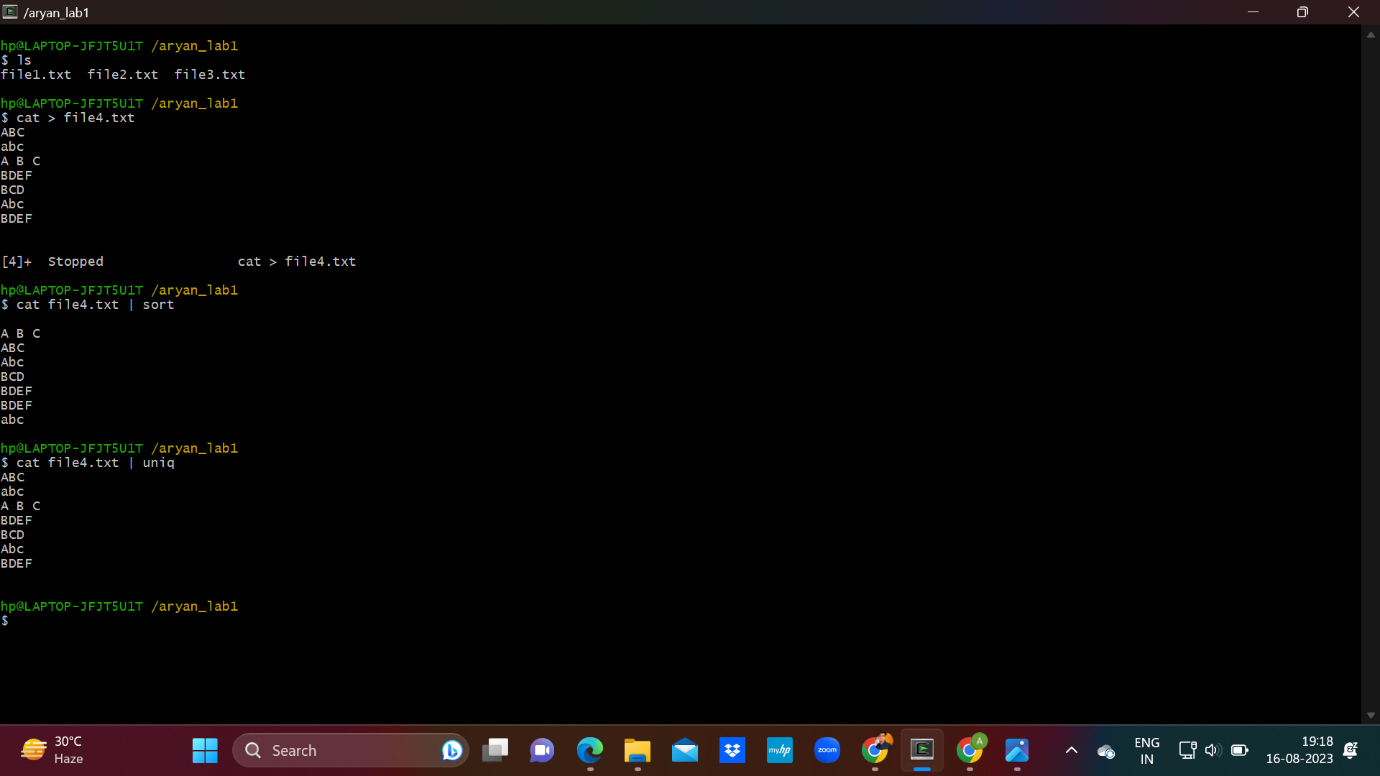 /aryan_lab1
hp@LAPTOP-JFJT5U1T /aryan_lab1
$ ls
file1.txt  file2.txt  file3.txt
hp@LAPTOP-JFJT5U1T /aryan_lab1
$ cat > file4.txt
ABC
abc
A B C
BDEF
BCD
Abc
BDEF
[4]+  Stopped                 cat > file4.txt
hp@LAPTOP-JFJT5U1T /aryan_lab1
$ cat file4.txt | sort
A B C
ABC
Abc
BCD
BDEF
BDEF
abc
hp@LAPTOP-JFJT5U1T /aryan_lab1
$ cat file4.txt | uniq
ABC
abc
A B C
BDEF
BCD
Abc
BDEF
hp@LAPTOP-JFJT5U1T /aryan_lab1
$
30°C
Haze
Search
myhp
zoom
A
ENG
IN
19:18
16-08-2023